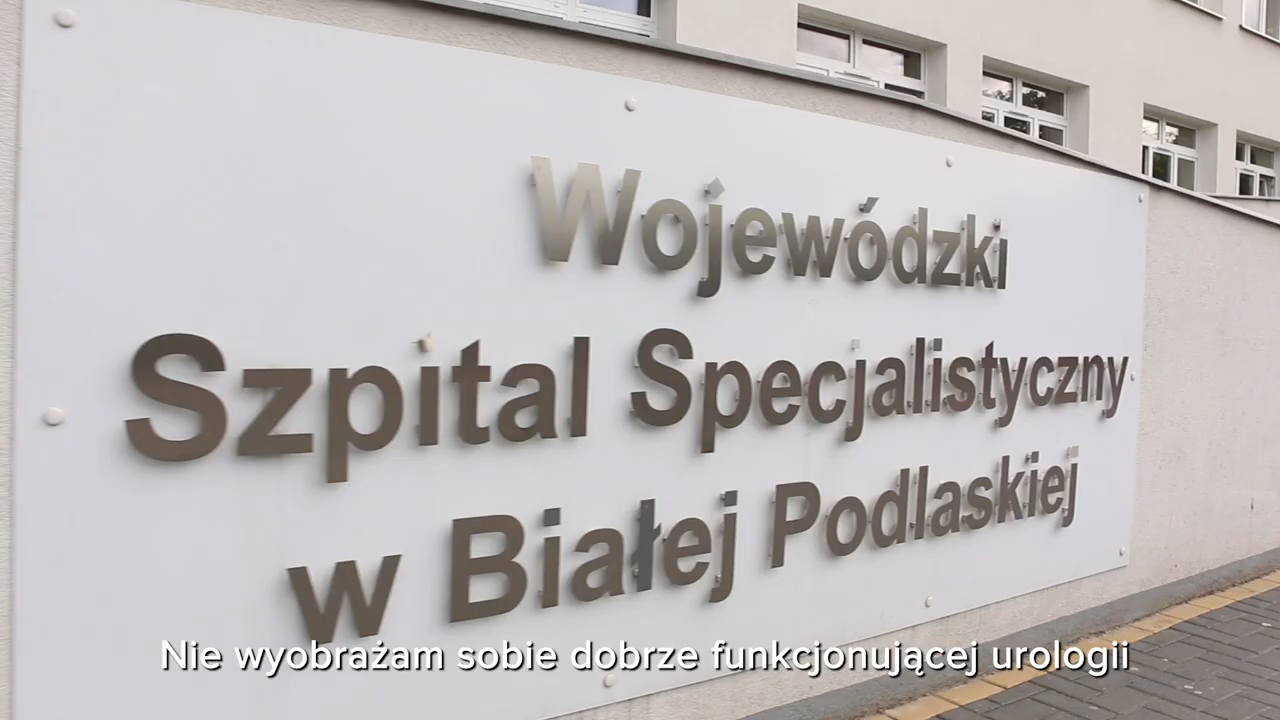 Wojewódzki
Szpital Specjalistyczny
w Białej Podlaskiej
Nie wyobrażam sobie dobrze funkcjonującej urologii